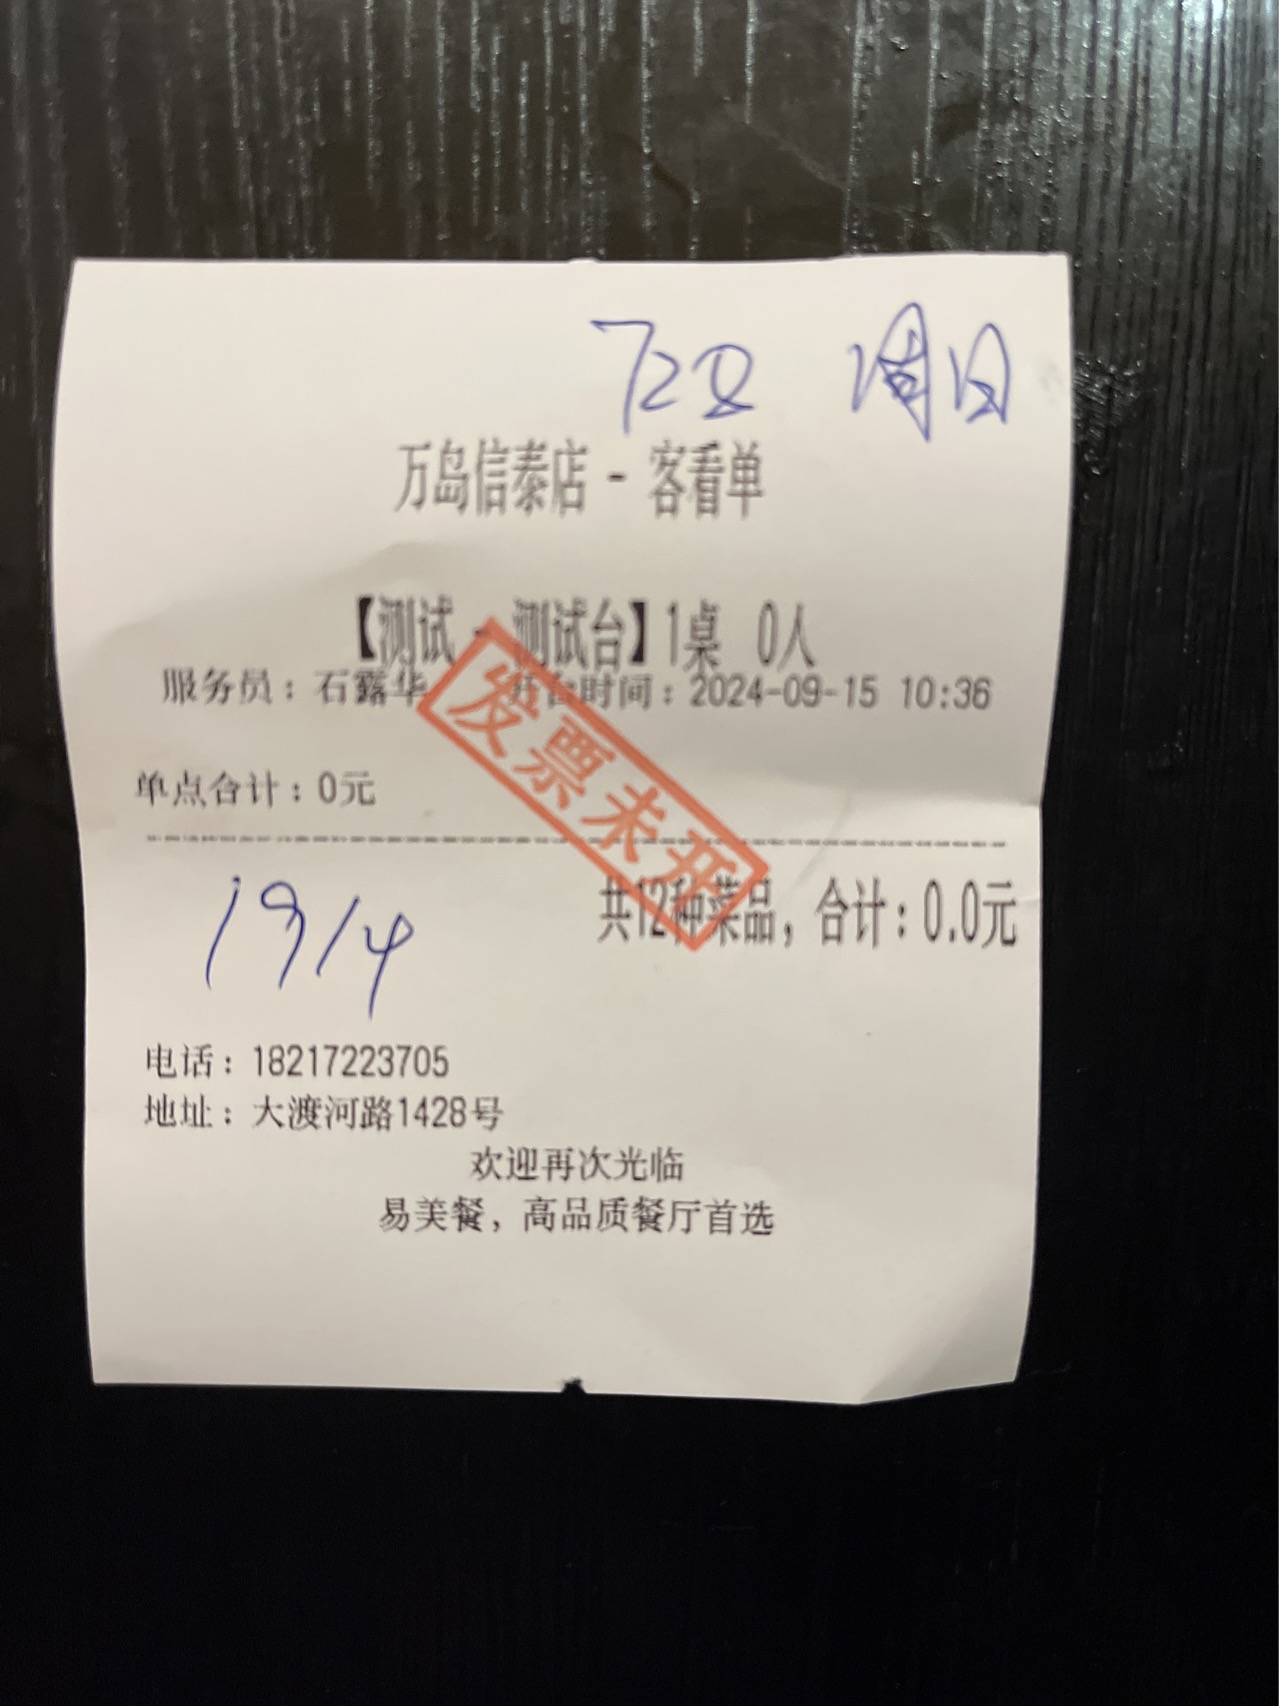 728 周日
万岛信泰店 - 客看单
【测试 - 测试台】1桌 0人
服务员：石露华 开台时间：2024-09-15 10:36
发票未开
单点合计：0元
共12种菜品，合计：0.0元
1914
电话：18217223705
地址：大渡河路1428号
欢迎再次光临
易美餐，高品质餐厅首选